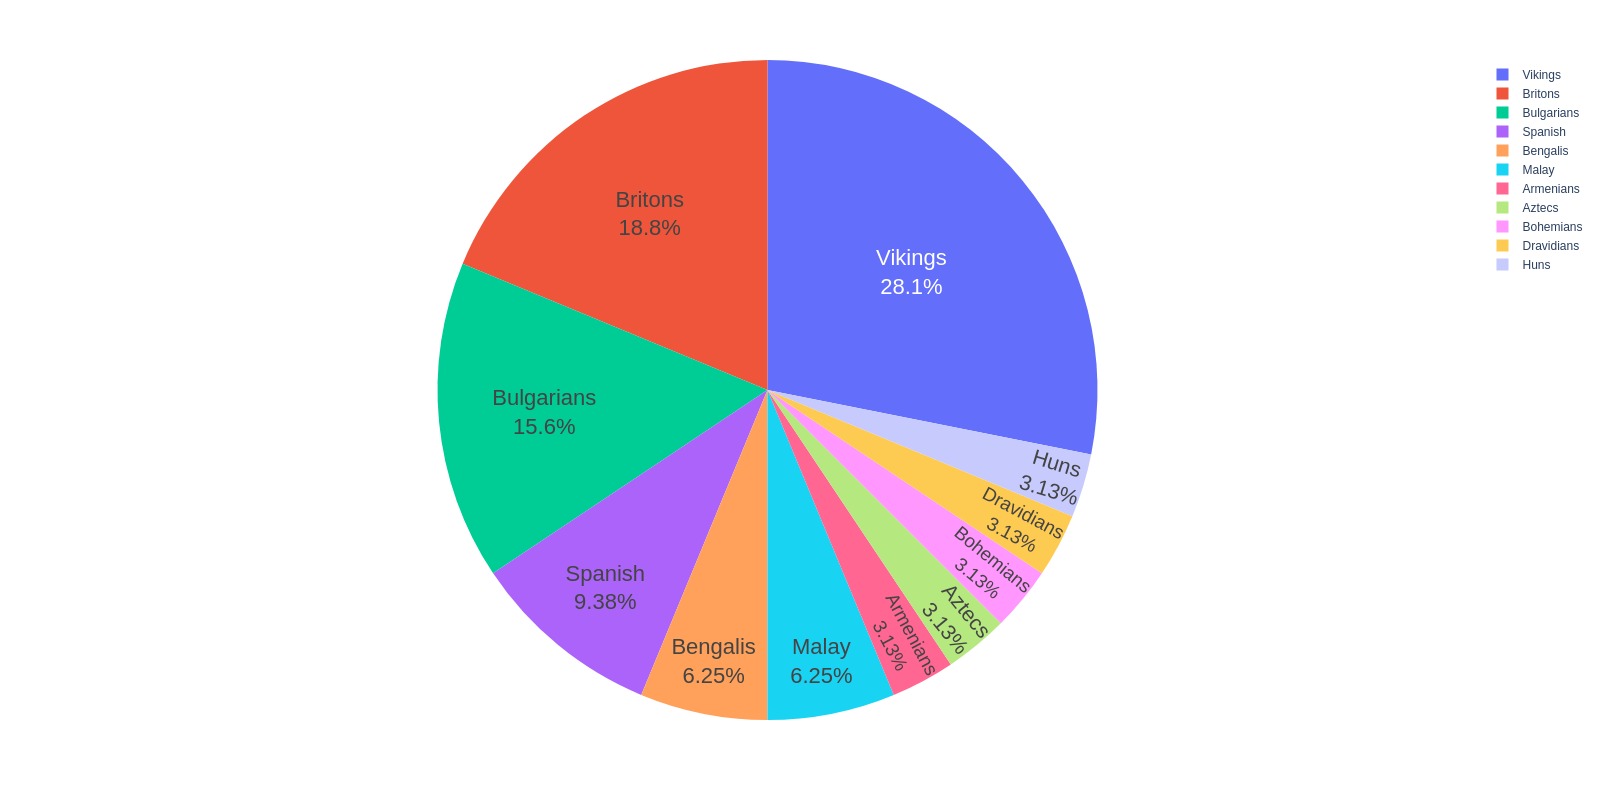 Britons
18.8%
Vikings
28.1%
Bulgarians
15.6%
Spanish
9.38%
Bengalis
6.25%
Malay
6.25%
Armenians
3.13%
Aztecs
3.13%
Bohemians
3.13%
Dravidians
3.13%
Huns
3.13%
Vikings
Britons
Bulgarians
Spanish
Bengalis
Malay
Armenians
Aztecs
Bohemians
Dravidians
Huns